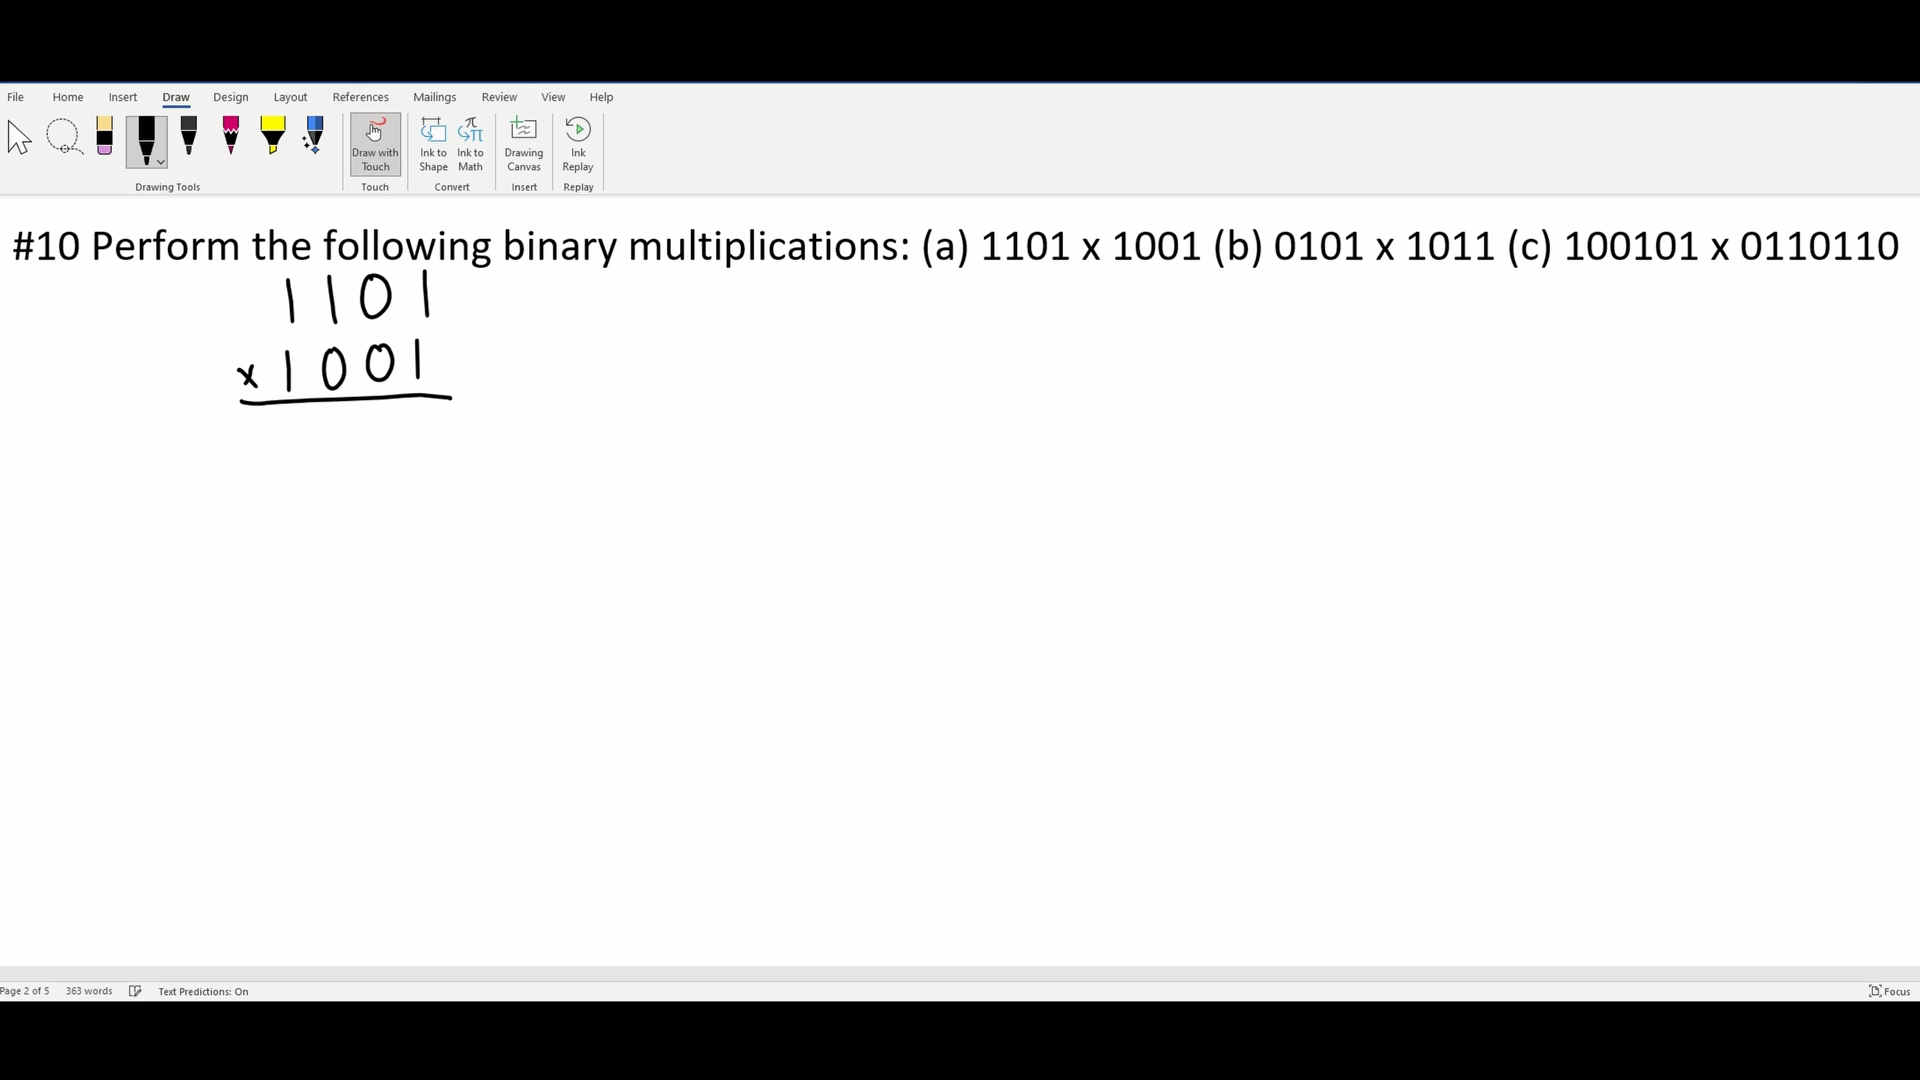 File Home Insert Draw Design Layout References Mailings Review View Help
Draw with Touch Ink to Shape Ink to Math Drawing Canvas Ink Replay
Drawing Tools Touch Convert Insert Replay
#10 Perform the following binary multiplications: (a) 1101 x 1001 (b) 0101 x 1011 (c) 100101 x 0110110
1101
x 1001
Page 2 of 5 363 words Text Predictions: On Focus